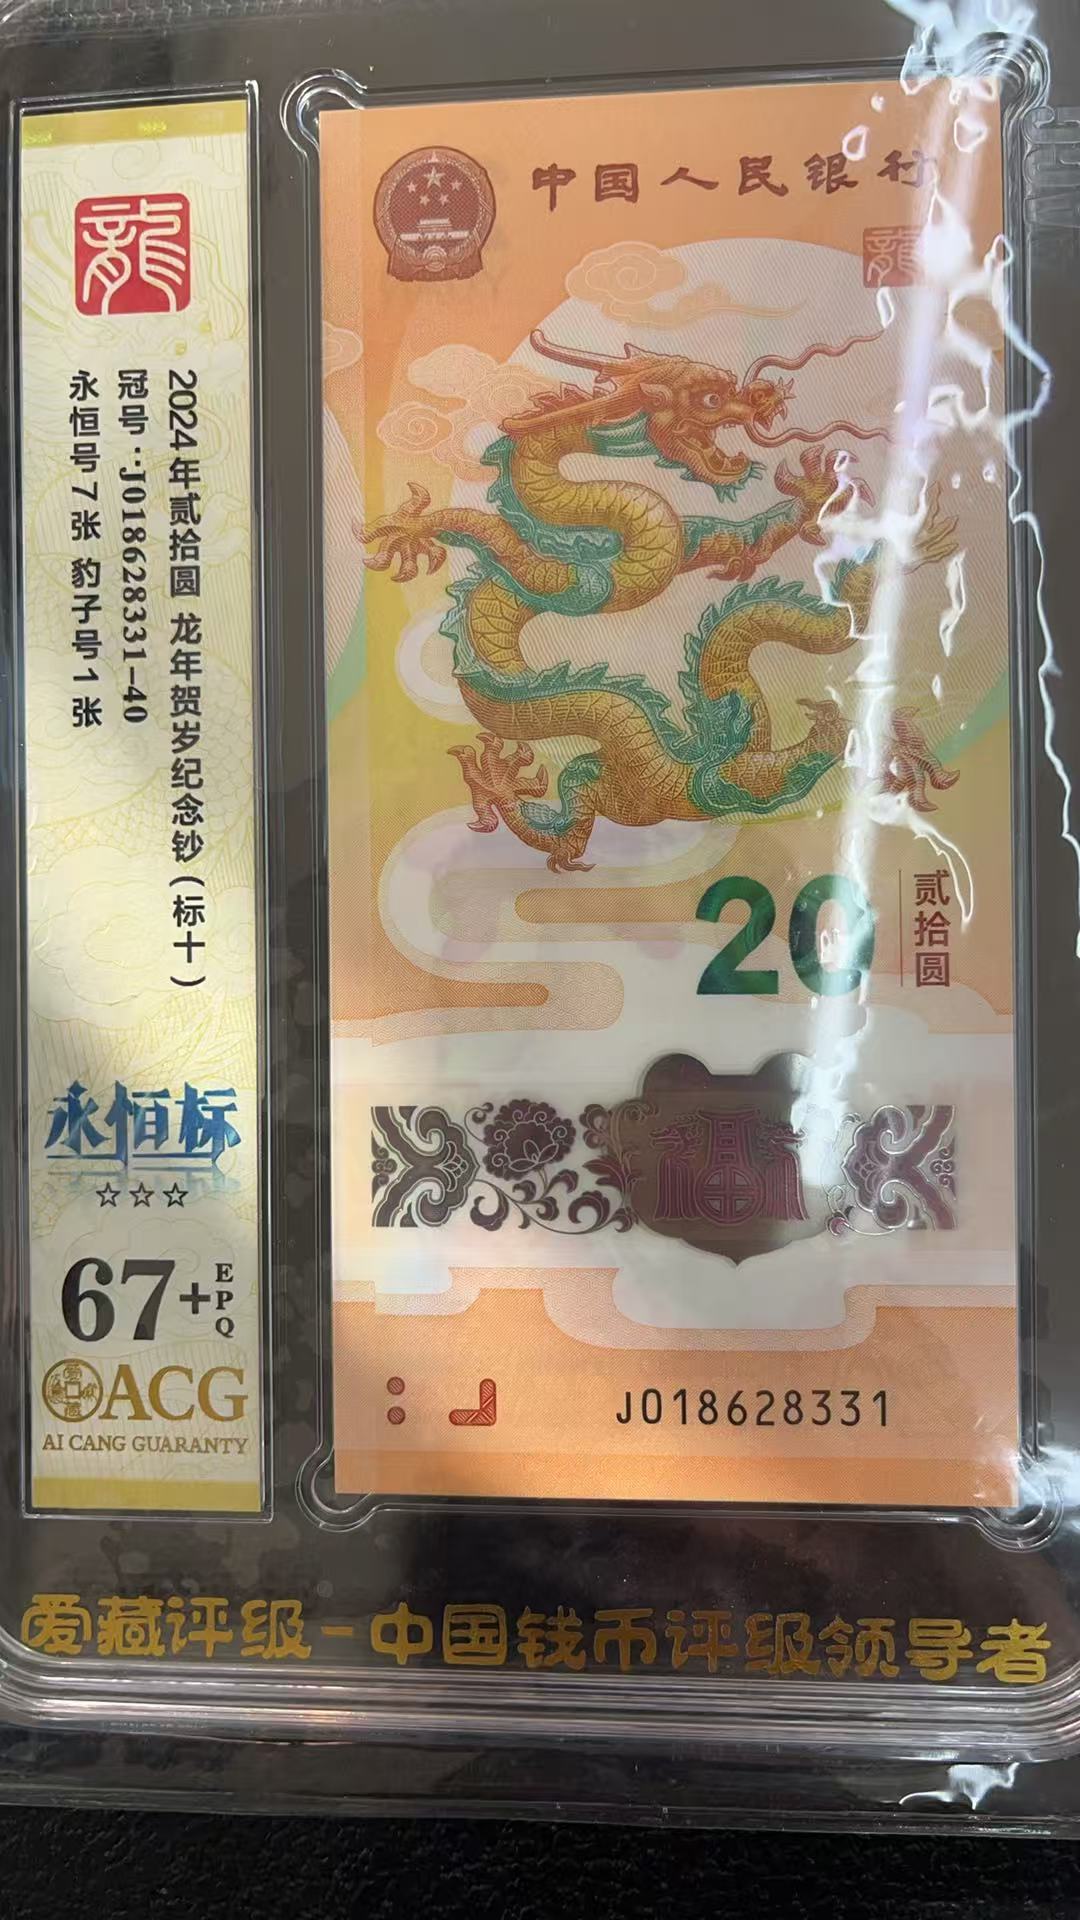 龍
2024年贰拾圆 龙年贺岁纪念钞(标十)
冠号:J018628331-40
永恒号7张 豹子号1张
永恒标
☆☆☆
67+EPQ
ACG
AI CANG GUARANTY
中国人民银行
龍
20
贰拾圆
福
J018628331
爱藏评级-中国钱币评级领导者